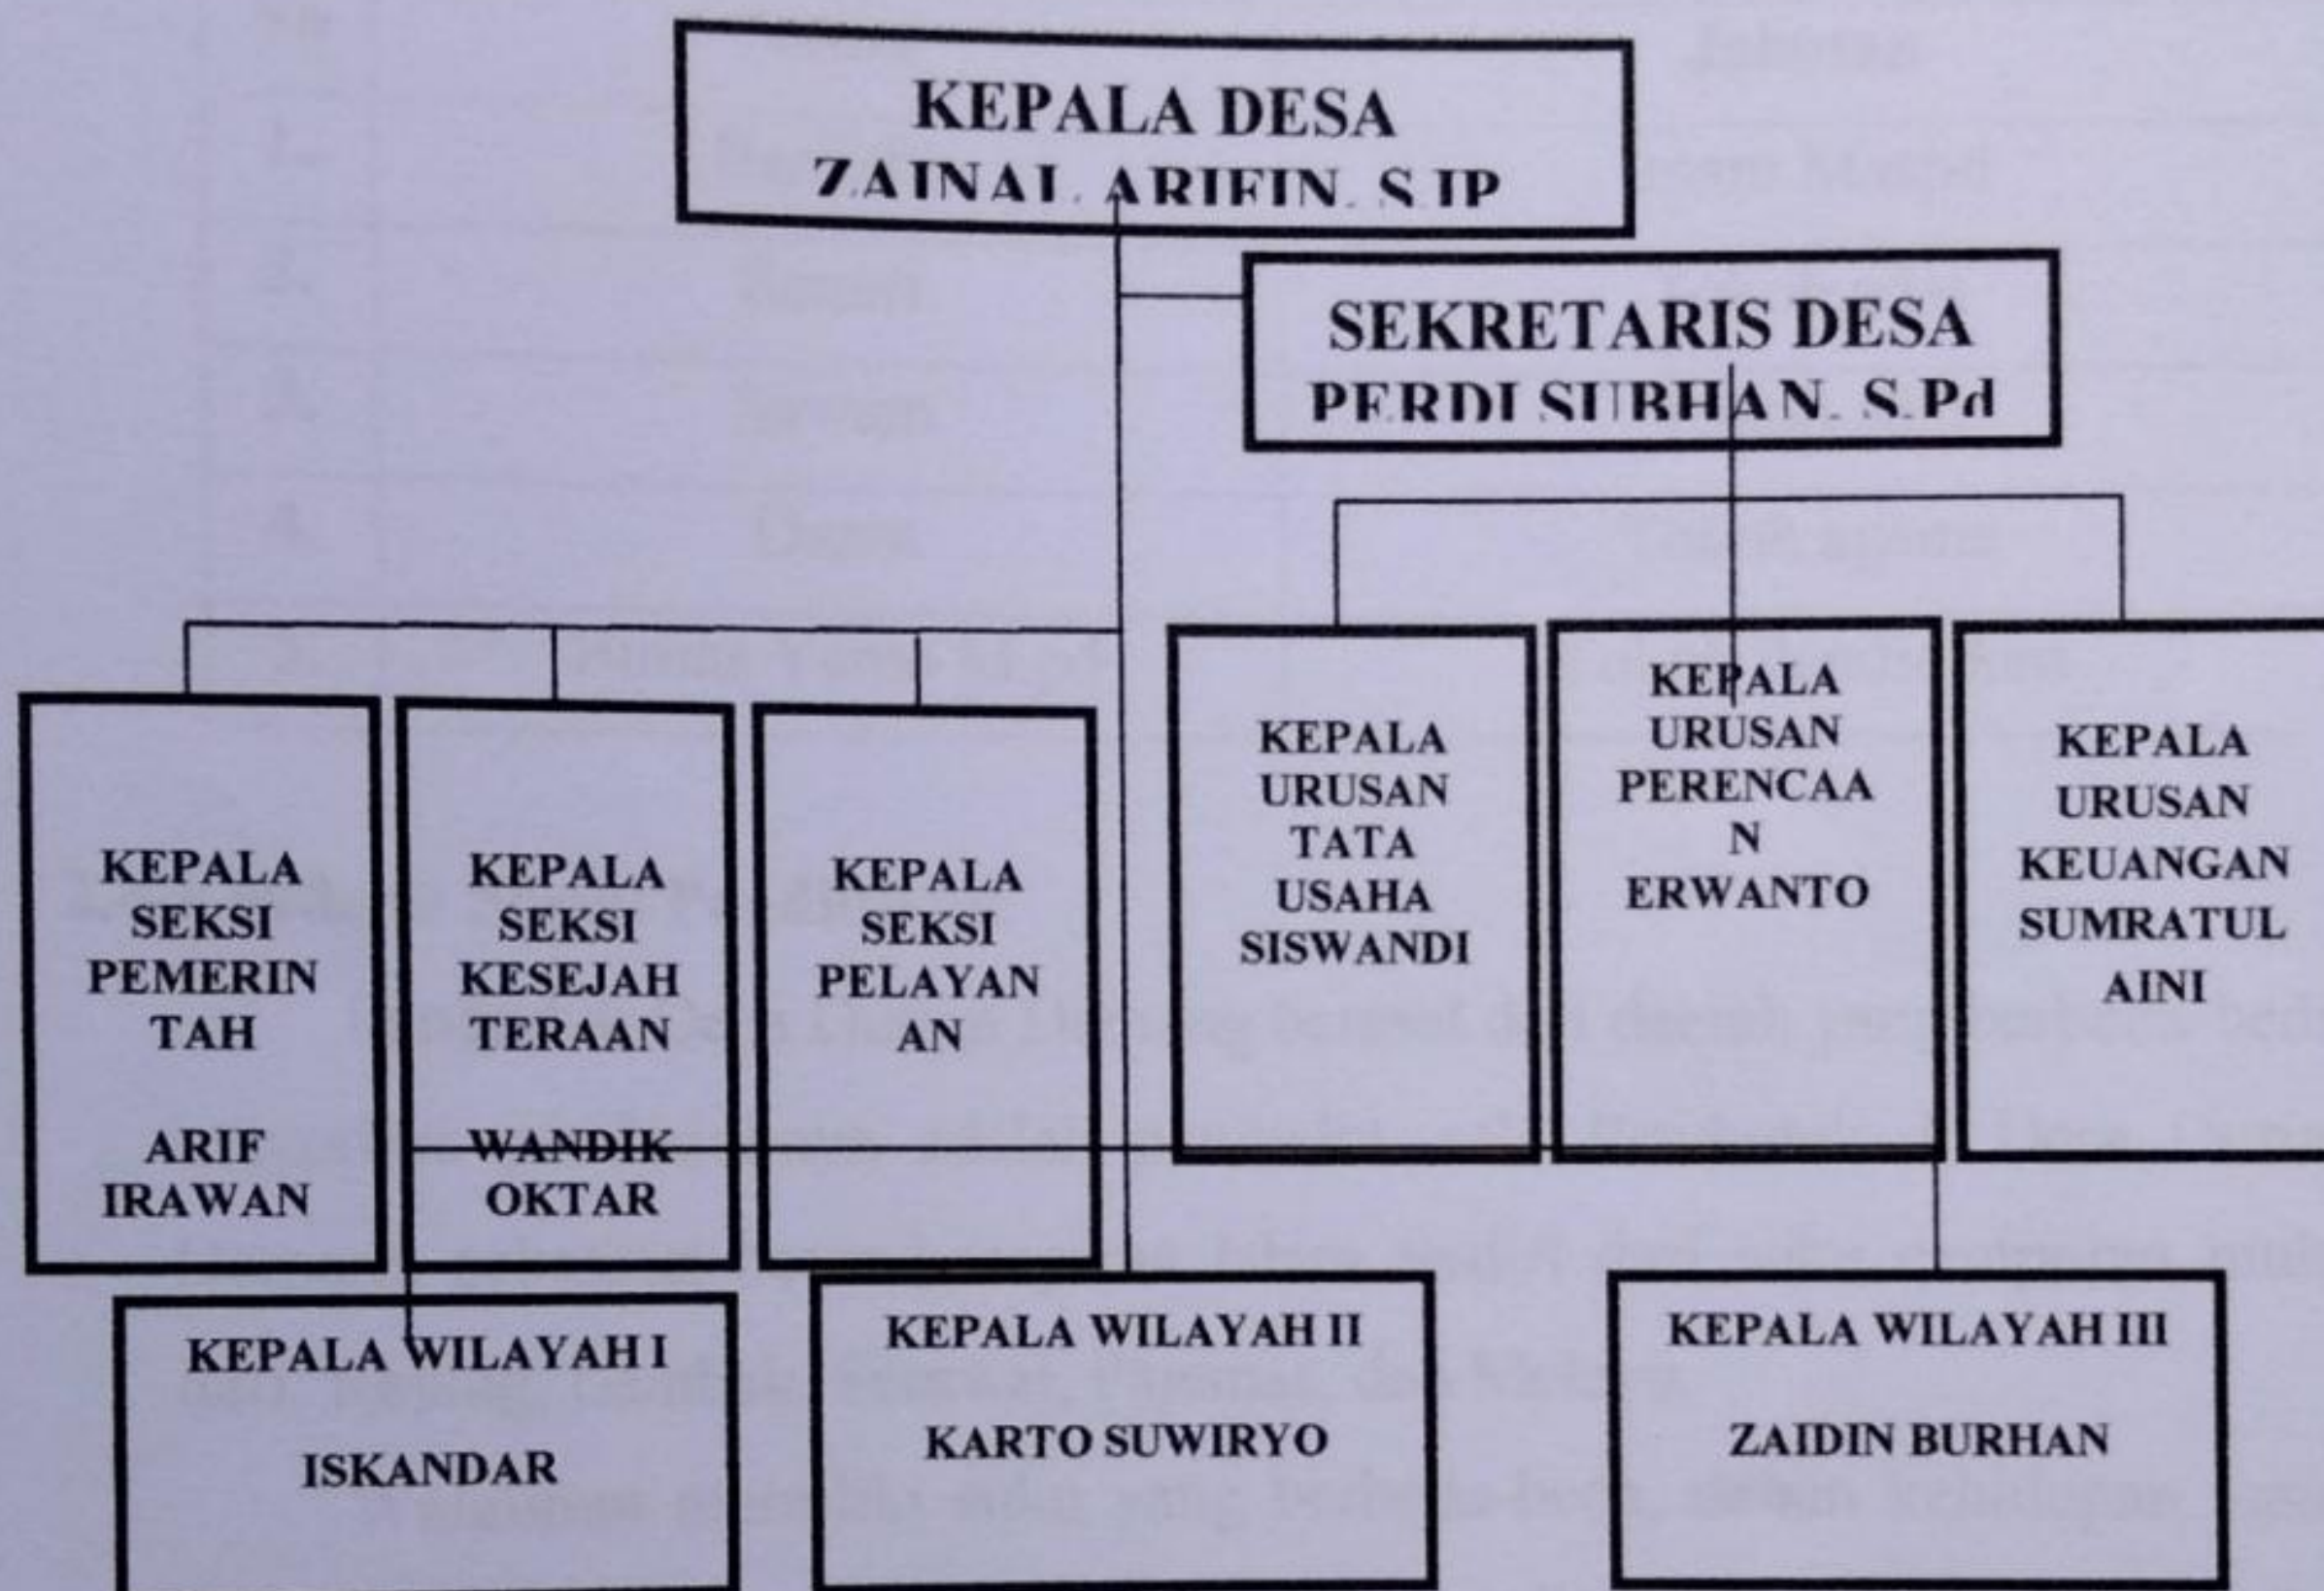 KEPALA DESA
ZAINAL ARIFIN. S.IP
SEKRETARIS DESA
PERDI SUBHAN. S.Pd
KEPALA
SEKSI
PEMERIN
TAH
ARIF
IRAWAN
KEPALA
SEKSI
KESEJAH
TERAAN
WANDIK
OKTAR
KEPALA
SEKSI
PELAYAN
AN
KEPALA
URUSAN
TATA
USAHA
SISWANDI
KEPALA
URUSAN
PERENCAA
N
ERWANTO
KEPALA
URUSAN
KEUANGAN
SUMRATUL
AINI
KEPALA WILAYAH I
ISKANDAR
KEPALA WILAYAH II
KARTO SUWIRYO
KEPALA WILAYAH III
ZAIDIN BURHAN